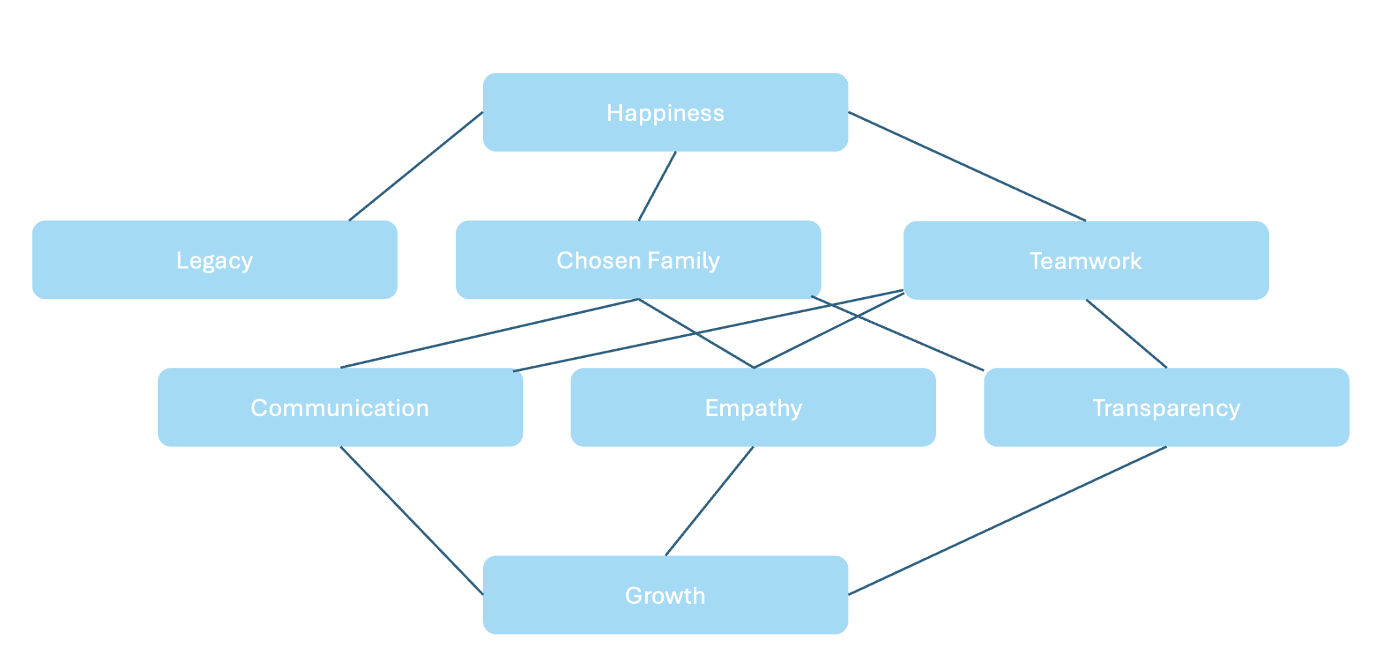 Happiness
Legacy
Chosen Family
Teamwork
Communication
Empathy
Transparency
Growth